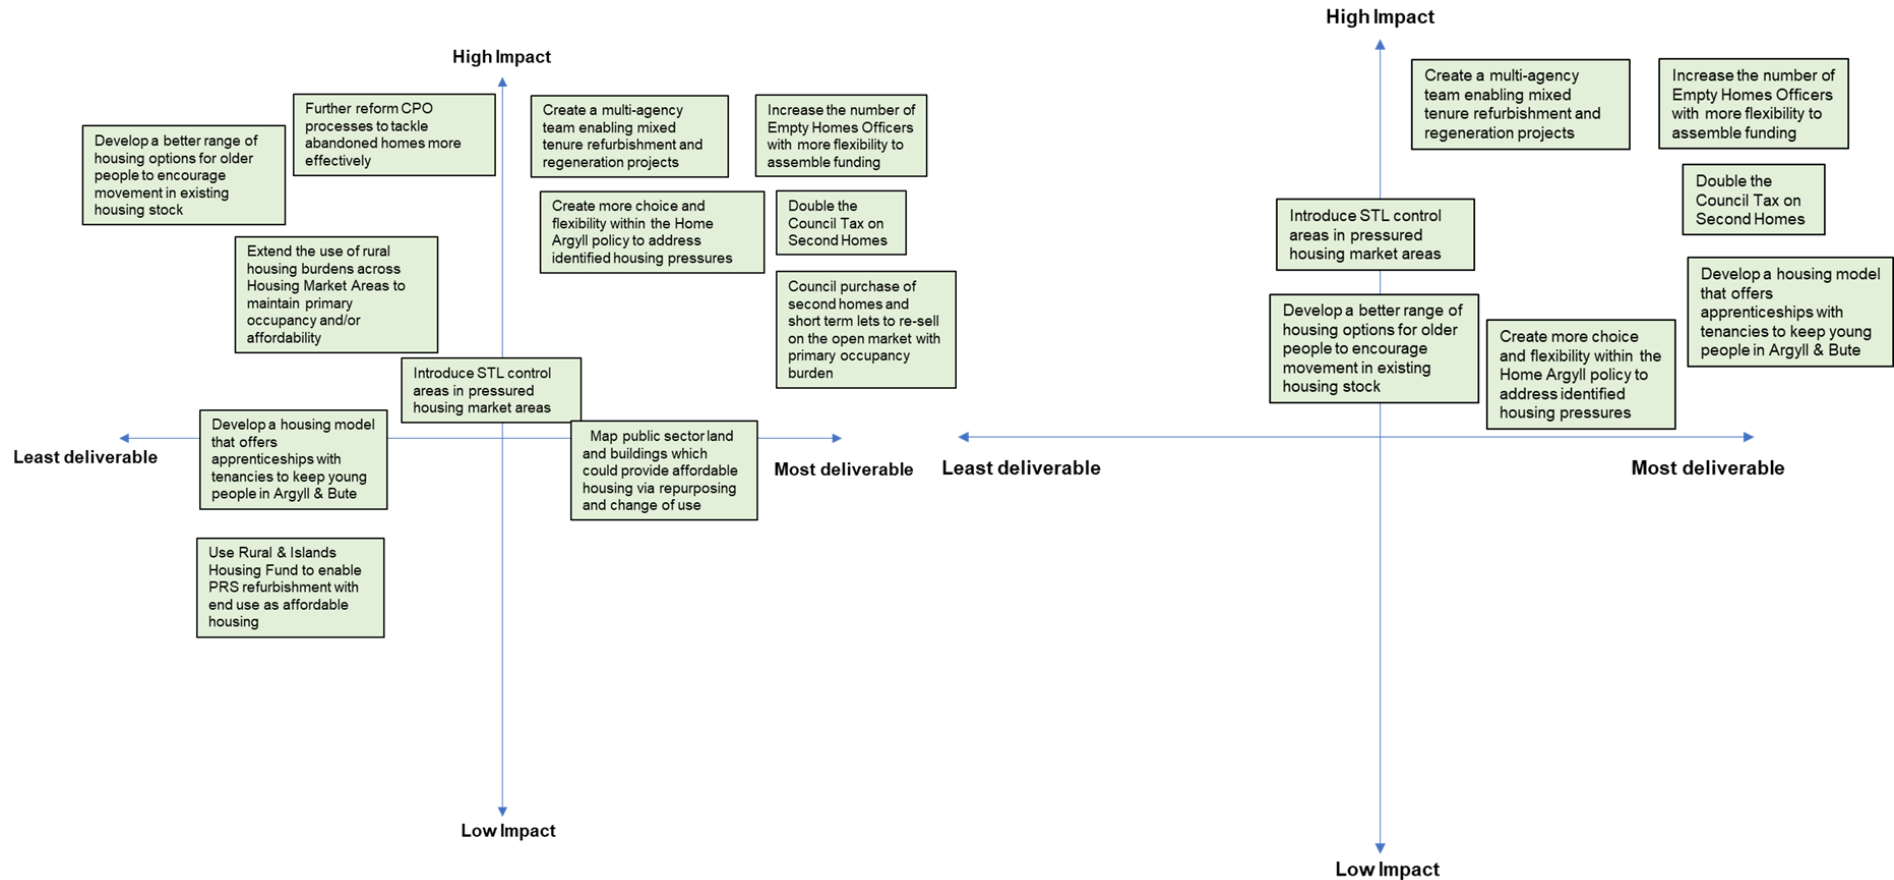 High Impact
Further reform CPO
processes to tackle
abandoned homes more
effectively
Create a multi-agency
team enabling mixed
tenure refurbishment and
regeneration projects
Increase the number of
Empty Homes Officers
with more flexibility to
assemble funding
Develop a better range of
housing options for older
people to encourage
movement in existing
housing stock
Create more choice and
flexibility within the Home
Argyll policy to address
identified housing pressures
Double the
Council Tax on
Second Homes
Extend the use of rural
housing burdens across
Housing Market Areas to
maintain primary
occupancy and/or
affordability
Council purchase of
second homes and
short term lets to re-sell
on the open market with
primary occupancy
burden
Introduce STL control
areas in pressured
housing market areas
Develop a housing model
that offers
apprenticeships with
tenancies to keep young
people in Argyll & Bute
Map public sector land
and buildings which
could provide affordable
housing via repurposing
and change of use
Least deliverable
Most deliverable
Use Rural & Islands
Housing Fund to enable
PRS refurbishment with
end use as affordable
housing
Low Impact
High Impact
Create a multi-agency
team enabling mixed
tenure refurbishment and
regeneration projects
Increase the number of
Empty Homes Officers
with more flexibility to
assemble funding
Double the
Council Tax on
Second Homes
Introduce STL control
areas in pressured
housing market areas
Develop a housing model
that offers
apprenticeships with
tenancies to keep young
people in Argyll & Bute
Develop a better range of
housing options for older
people to encourage
movement in existing
housing stock
Create more choice
and flexibility within the
Home Argyll policy to
address identified
housing pressures
Least deliverable
Most deliverable
Low Impact